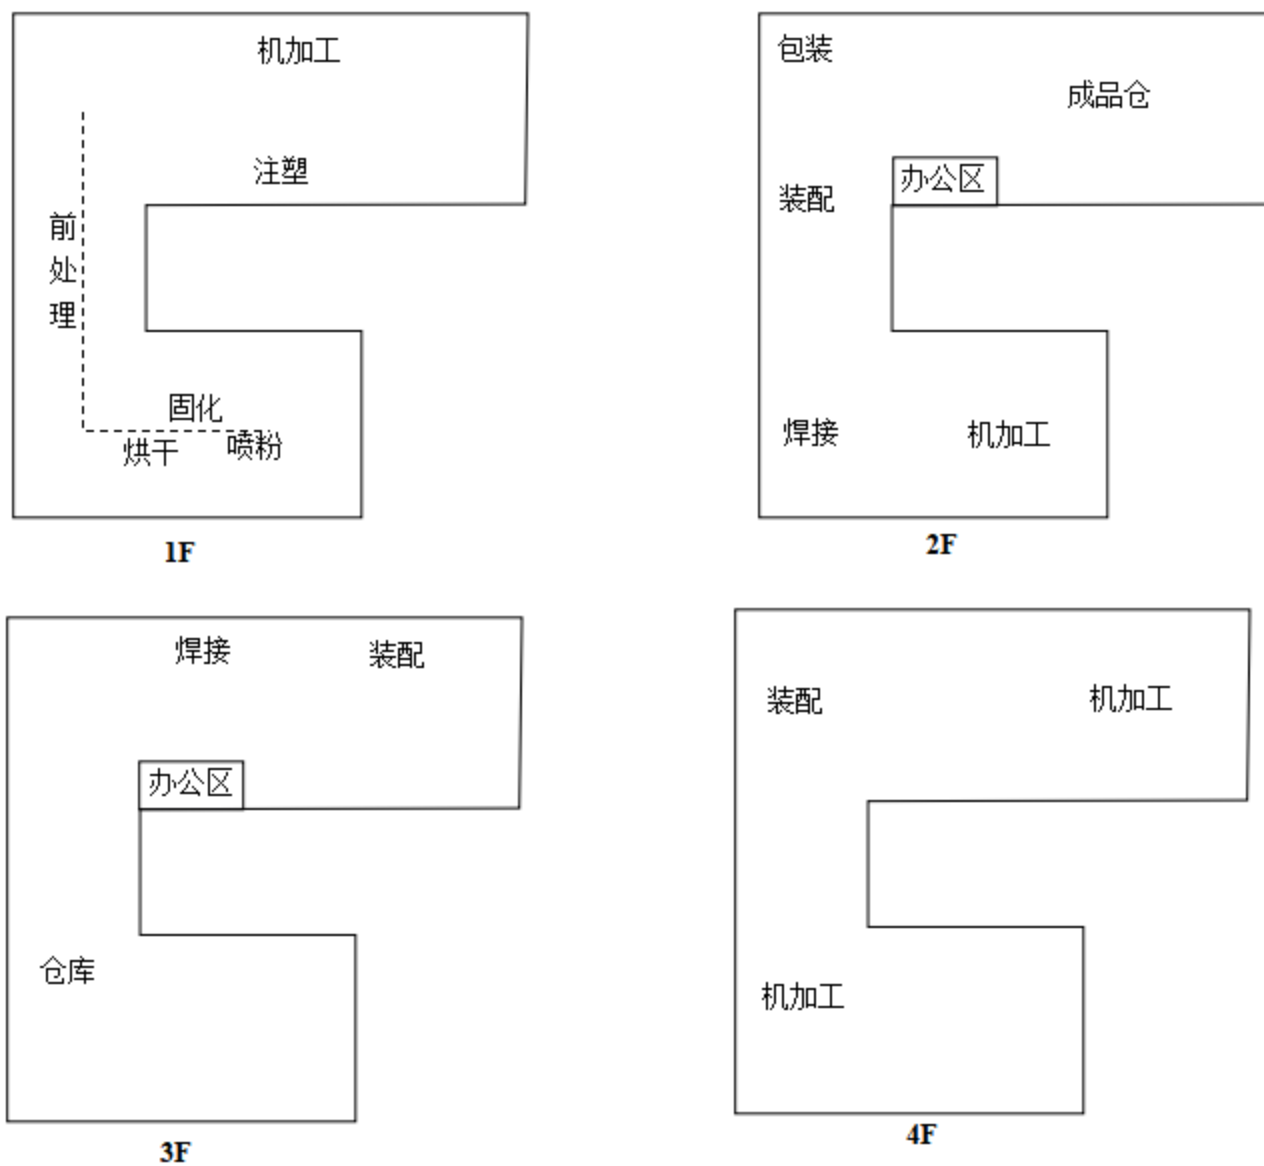 机加工
注塑
前处理
固化
烘干
喷粉
1F
包装
成品仓
办公区
装配
焊接
机加工
2F
焊接
装配
办公区
仓库
3F
装配
机加工
机加工
4F